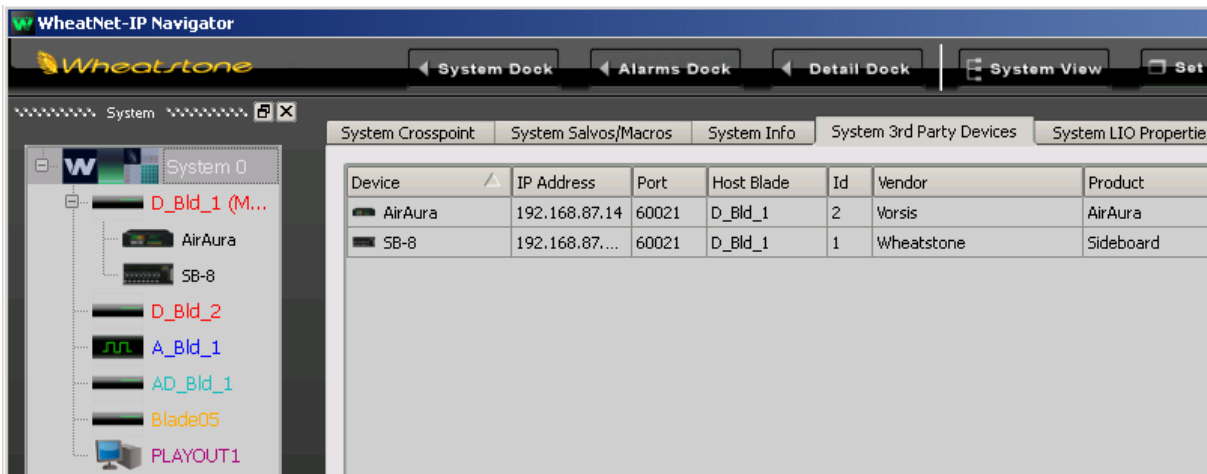 WheatNet-IP Navigator
Wheatstone
System Dock Alarms Dock Detail Dock System View Set
System
System Crosspoint System Salvos/Macros System Info System 3rd Party Devices System LIO Propertie
W System 0
D_Bld_1 (M...
AirAura
SB-8
D_Bld_2
A_Bld_1
AD_Bld_1
Blade05
PLAYOUT1
Device IP Address Port Host Blade Id Vendor Product
AirAura 192.168.87.14 60021 D_Bld_1 2 Vorsis AirAura
SB-8 192.168.87.... 60021 D_Bld_1 1 Wheatstone Sideboard